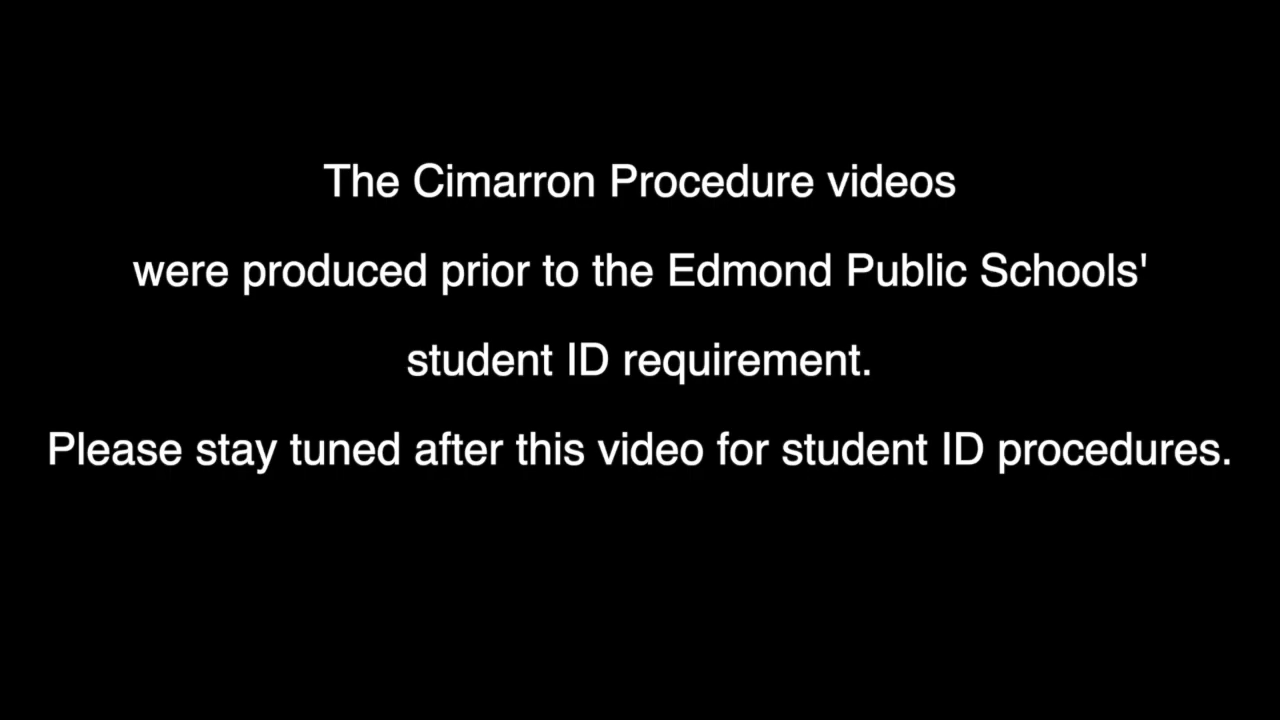 The Cimarron Procedure videos
were produced prior to the Edmond Public Schools'
student ID requirement.
Please stay tuned after this video for student ID procedures.